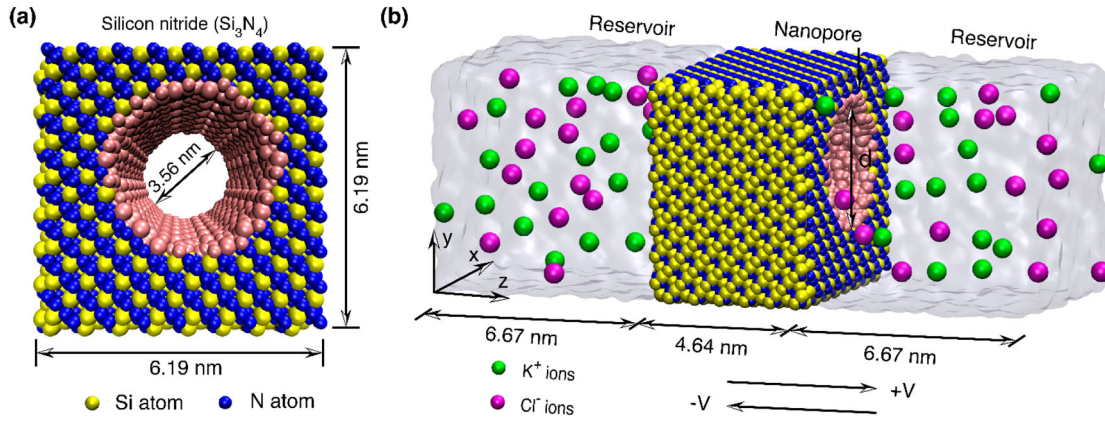 (a)
Silicon nitride (Si₃N₄)
3.56 nm
6.19 nm
6.19 nm
Si atom
N atom
(b)
Reservoir
Nanopore
Reservoir
d
y
x
z
6.67 nm
4.64 nm
6.67 nm
K⁺ ions
Cl⁻ ions
+V
-V